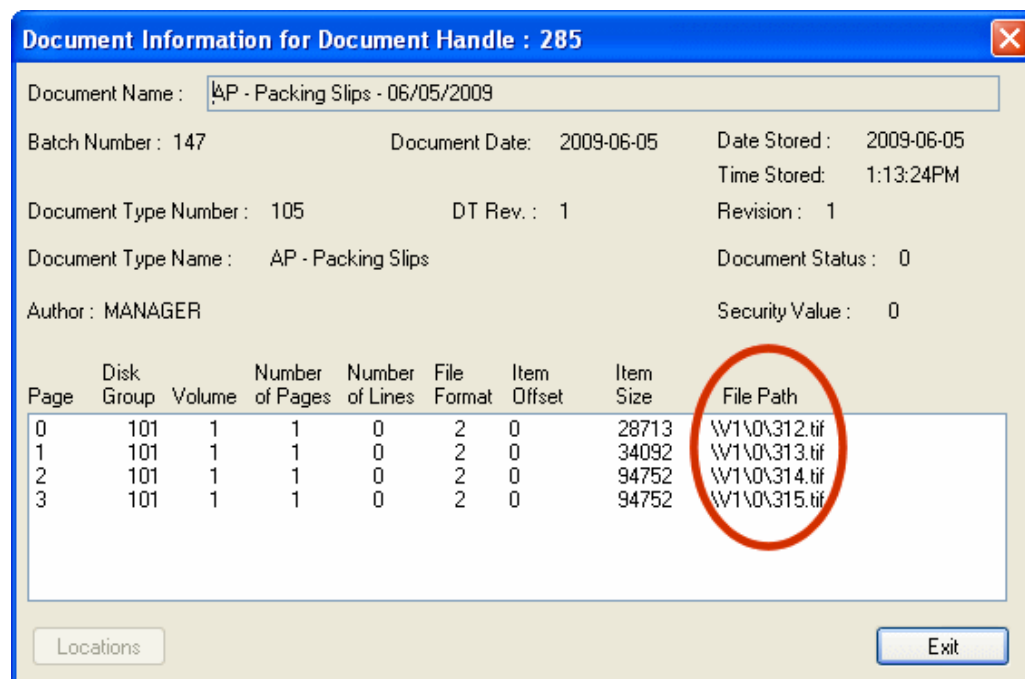 Document Information for Document Handle : 285
Document Name : AP - Packing Slips - 06/05/2009
Batch Number : 147 Document Date: 2009-06-05 Date Stored : 2009-06-05
Time Stored: 1:13:24PM
Document Type Number : 105 DT Rev. : 1 Revision : 1
Document Type Name : AP - Packing Slips Document Status : 0
Author : MANAGER Security Value : 0
Disk Number Number File Item Item
Page Group Volume of Pages of Lines Format Offset Size File Path
0 101 1 1 0 2 0 28713 \V1\0\312.tif
1 101 1 1 0 2 0 34092 \V1\0\313.tif
2 101 1 1 0 2 0 94752 \V1\0\314.tif
3 101 1 1 0 2 0 94752 \V1\0\315.tif
Locations Exit